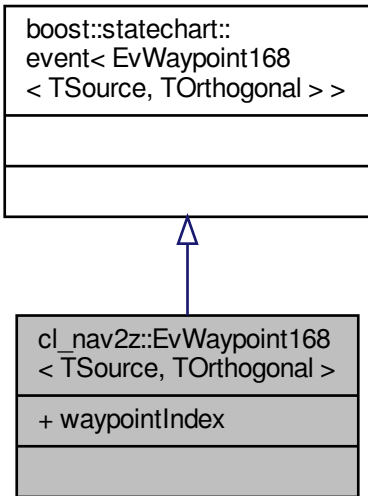 boost::statechart::
event< EvWaypoint168
< TSource, TOrthogonal > >
cl_nav2z::EvWaypoint168
< TSource, TOrthogonal >
+ waypointIndex